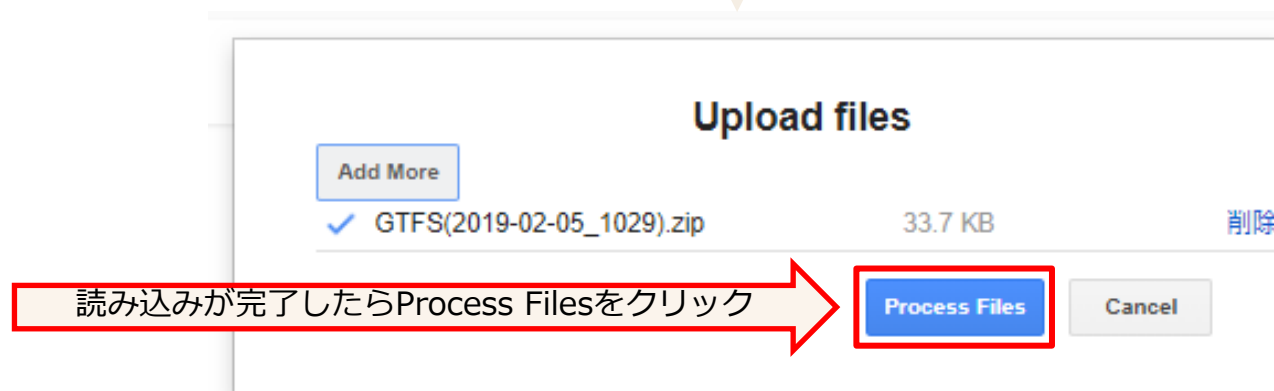 Upload files
Add More
GTFS(2019-02-05_1029).zip 33.7 KB 削除
読み込みが完了したらProcess Filesをクリック
Process Files Cancel